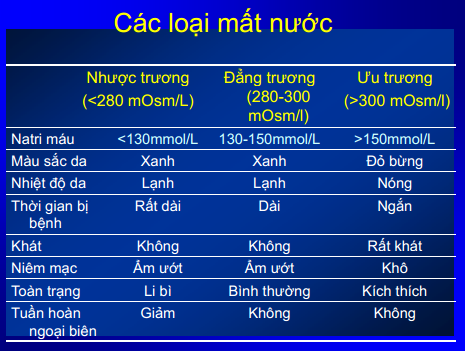 Các loại mất nước
Nhược trương Đẳng trương Ưu trương
(<280 mOsm/L) (280-300 (>300 mOsm/l)
mOsm/l)
Natri máu <130mmol/L 130-150mmol/L >150mmol/L
Màu sắc da Xanh Xanh Đỏ bừng
Nhiệt độ da Lạnh Lạnh Nóng
Thời gian bị Rất dài Dài Ngắn
bệnh
Khát Không Không Rất khát
Niêm mạc Ẩm ướt Ẩm ướt Khô
Toàn trạng Li bì Bình thường Kích thích
Tuần hoàn Giảm Không Không
ngoại biên